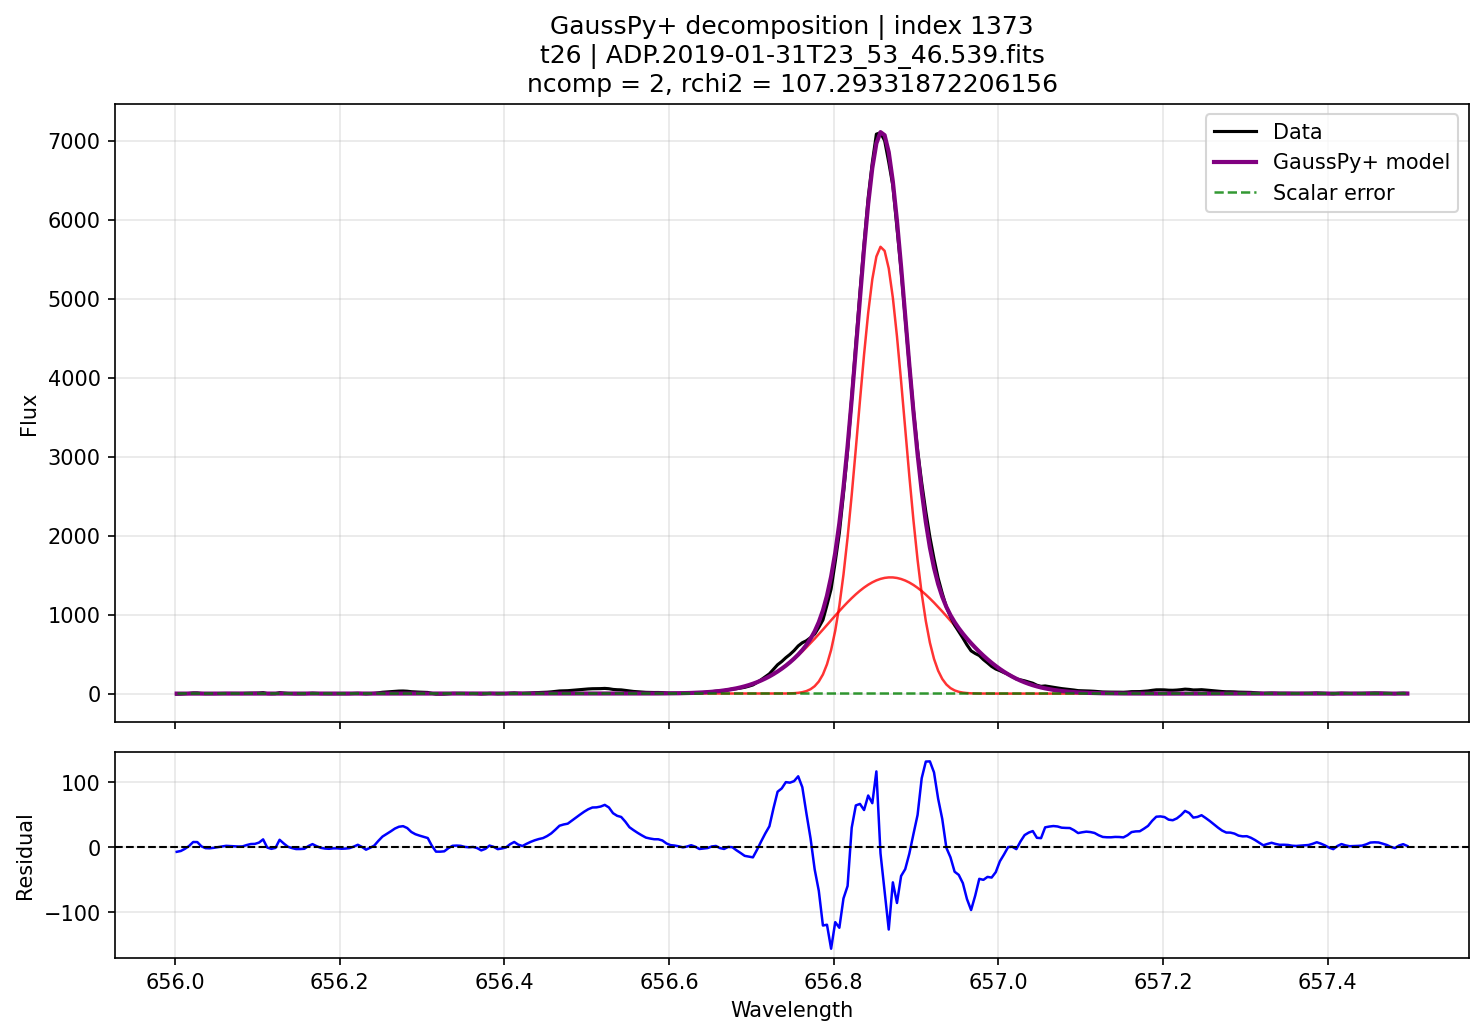 GaussPy+ decomposition | index 1373
t26 | ADP.2019-01-31T23_53_46.539.fits
ncomp = 2, rchi2 = 107.29331872206156
Data
GaussPy+ model
Scalar error
Flux
7000
6000
5000
4000
3000
2000
1000
0
Residual
100
0
−100
656.0
656.2
656.4
656.6
656.8
657.0
657.2
657.4
Wavelength